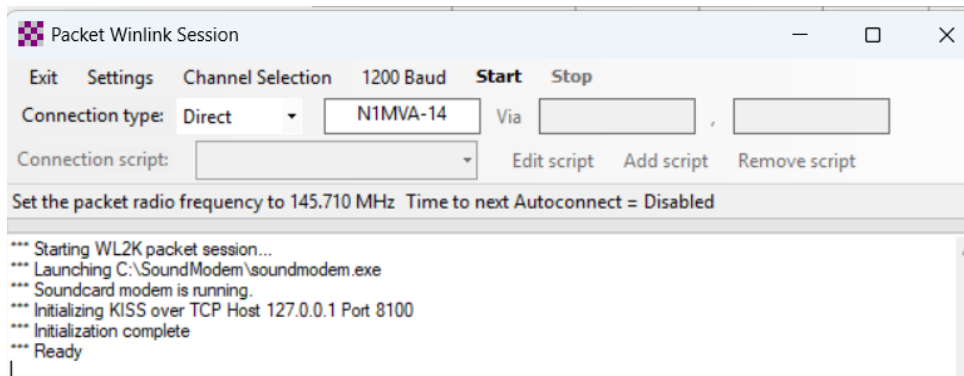 Packet Winlink Session
Exit Settings Channel Selection 1200 Baud Start Stop
Connection type: Direct N1MVA-14 Via ,
Connection script: Edit script Add script Remove script
Set the packet radio frequency to 145.710 MHz Time to next Autoconnect = Disabled
*** Starting WL2K packet session...
*** Launching C:\SoundModem\soundmodem.exe
*** Soundcard modem is running.
*** Initializing KISS over TCP Host 127.0.0.1 Port 8100
*** Initialization complete
*** Ready